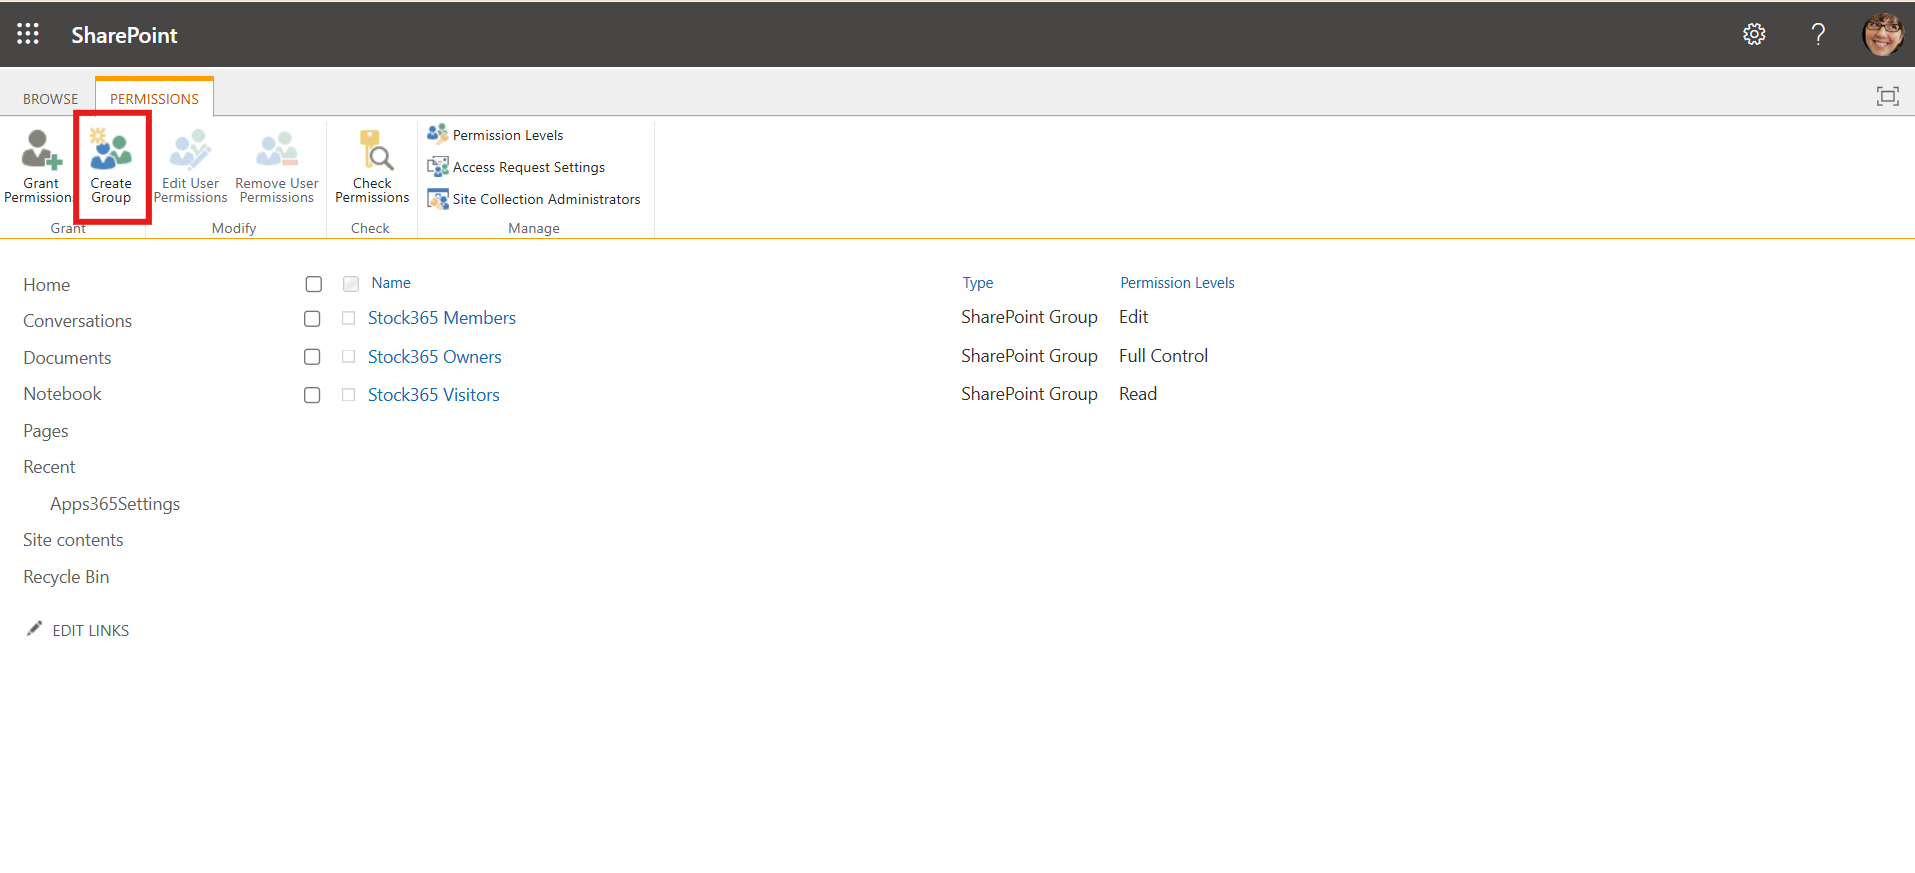 SharePoint
?
BROWSE
PERMISSIONS
Grant
Permissions
Create
Group
Grant
Edit User
Permissions
Remove User
Permissions
Modify
Check
Permissions
Check
Permission Levels
Access Request Settings
Site Collection Administrators
Manage
Home
Conversations
Documents
Notebook
Pages
Recent
Apps365Settings
Site contents
Recycle Bin
EDIT LINKS
Name Type Permission Levels
Stock365 Members SharePoint Group Edit
Stock365 Owners SharePoint Group Full Control
Stock365 Visitors SharePoint Group Read